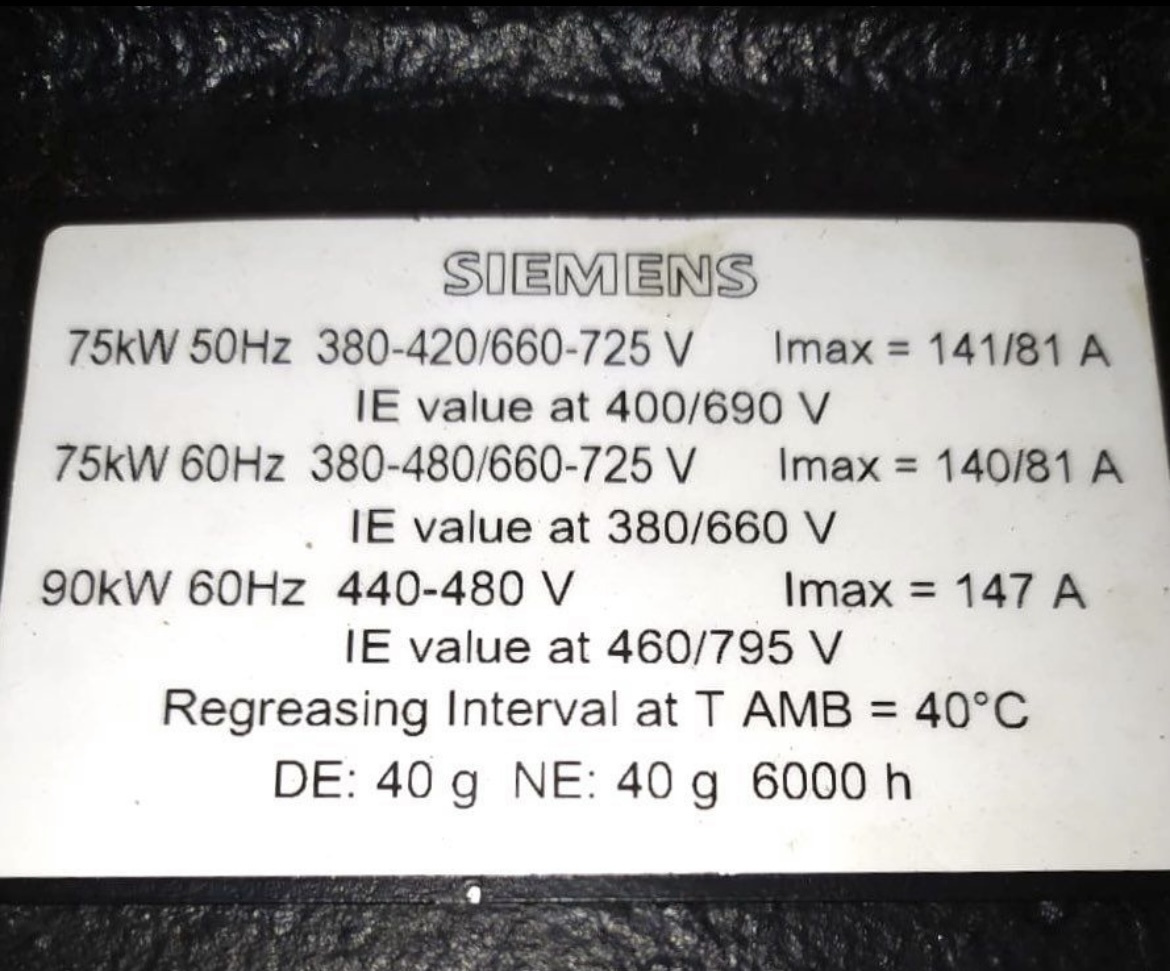 SIEMENS
75kW 50Hz 380-420/660-725 V Imax = 141/81 A
IE value at 400/690 V
75kW 60Hz 380-480/660-725 V Imax = 140/81 A
IE value at 380/660 V
90kW 60Hz 440-480 V Imax = 147 A
IE value at 460/795 V
Regreasing Interval at T AMB = 40°C
DE: 40 g NE: 40 g 6000 h